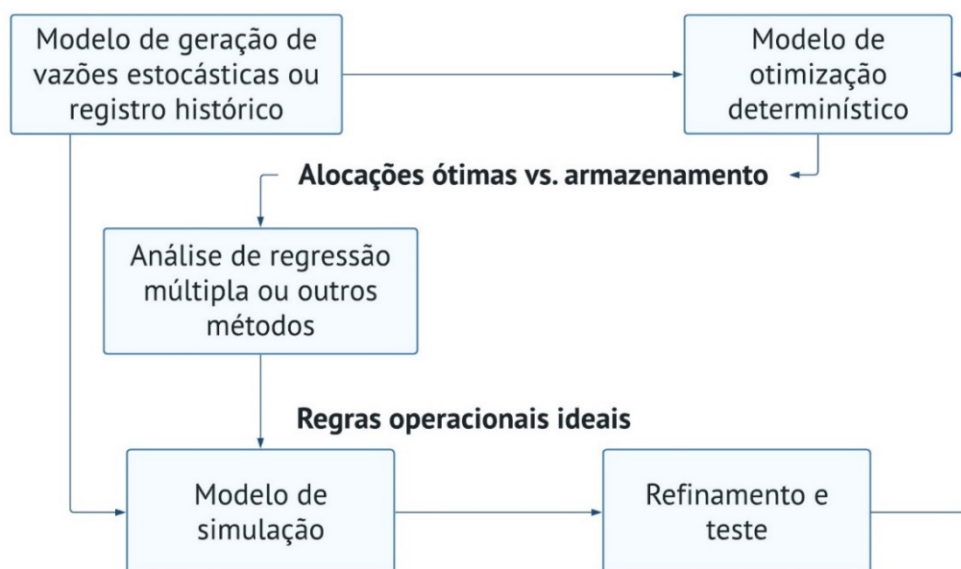 Modelo de geração de
vazões estocásticas ou
registro histórico
Modelo de
otimização
determinístico
Alocações ótimas vs. armazenamento
Análise de regressão
múltipla ou outros
métodos
Regras operacionais ideais
Modelo de
simulação
Refinamento e
teste